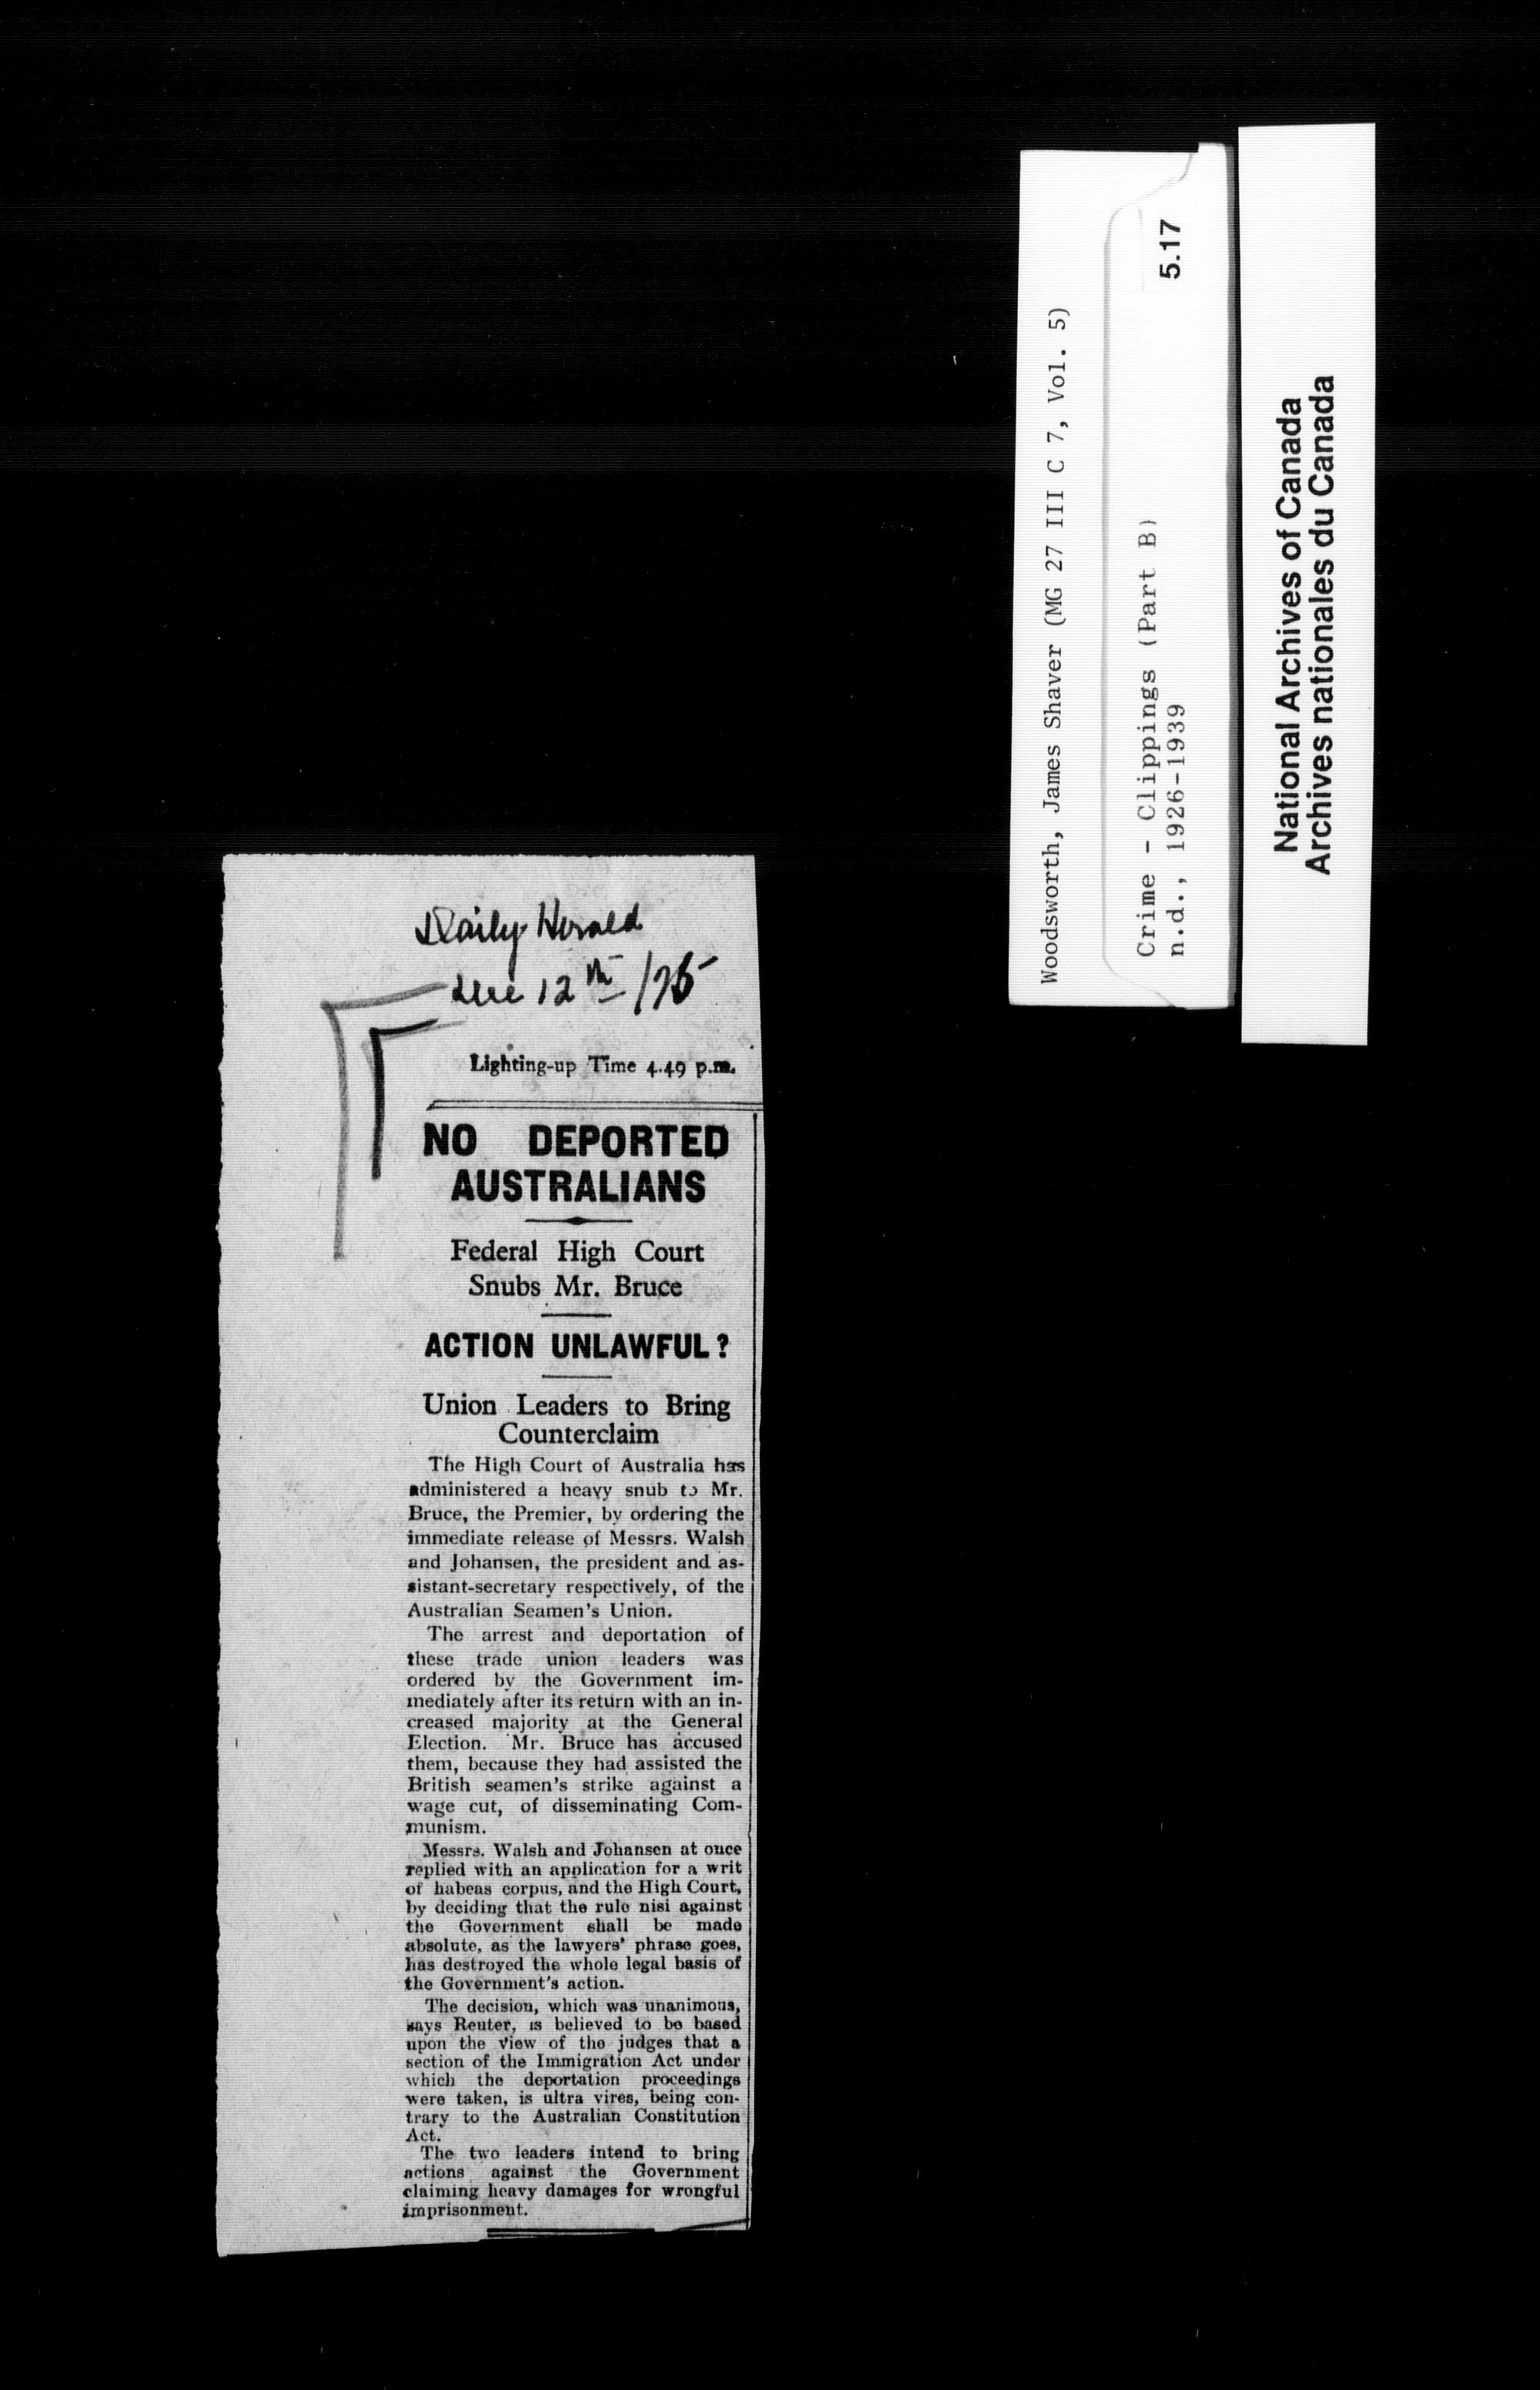 Daily Herald
Dec 12th /25
Lighting-up Time 4.49 p.m.
NO DEPORTED
AUSTRALIANS
Federal High Court
Snubs Mr. Bruce
ACTION UNLAWFUL?
Union Leaders to Bring
Counterclaim
The High Court of Australia has
administered a heavy snub to Mr.
Bruce, the Premier, by ordering the
immediate release of Messrs. Walsh
and Johansen, the president and as-
sistant-secretary respectively, of the
Australian Seamen's Union.
The arrest and deportation of
these trade union leaders was
ordered by the Government im-
mediately after its return with an in-
creased majority at the General
Election. Mr. Bruce has accused
them, because they had assisted the
British seamen's strike against a
wage cut, of disseminating Com-
munism.
Messrs. Walsh and Johansen at once
replied with an application for a writ
of habeas corpus, and the High Court,
by deciding that the rule nisi against
the Government shall be made
absolute, as the lawyers' phrase goes,
has destroyed the whole legal basis of
the Government's action.
The decision, which was unanimous,
says Reuter, is believed to be based
upon the view of the judges that a
section of the Immigration Act under
which the deportation proceedings
were taken, is ultra vires, being con-
trary to the Australian Constitution
Act.
The two leaders intend to bring
actions against the Government
claiming heavy damages for wrongful
imprisonment.
Woodsworth, James Shaver (MG 27 III C 7, Vol. 5)
Crime - Clippings (Part B)
n.d., 1926-1939
5.17
National Archives of Canada
Archives nationales du Canada